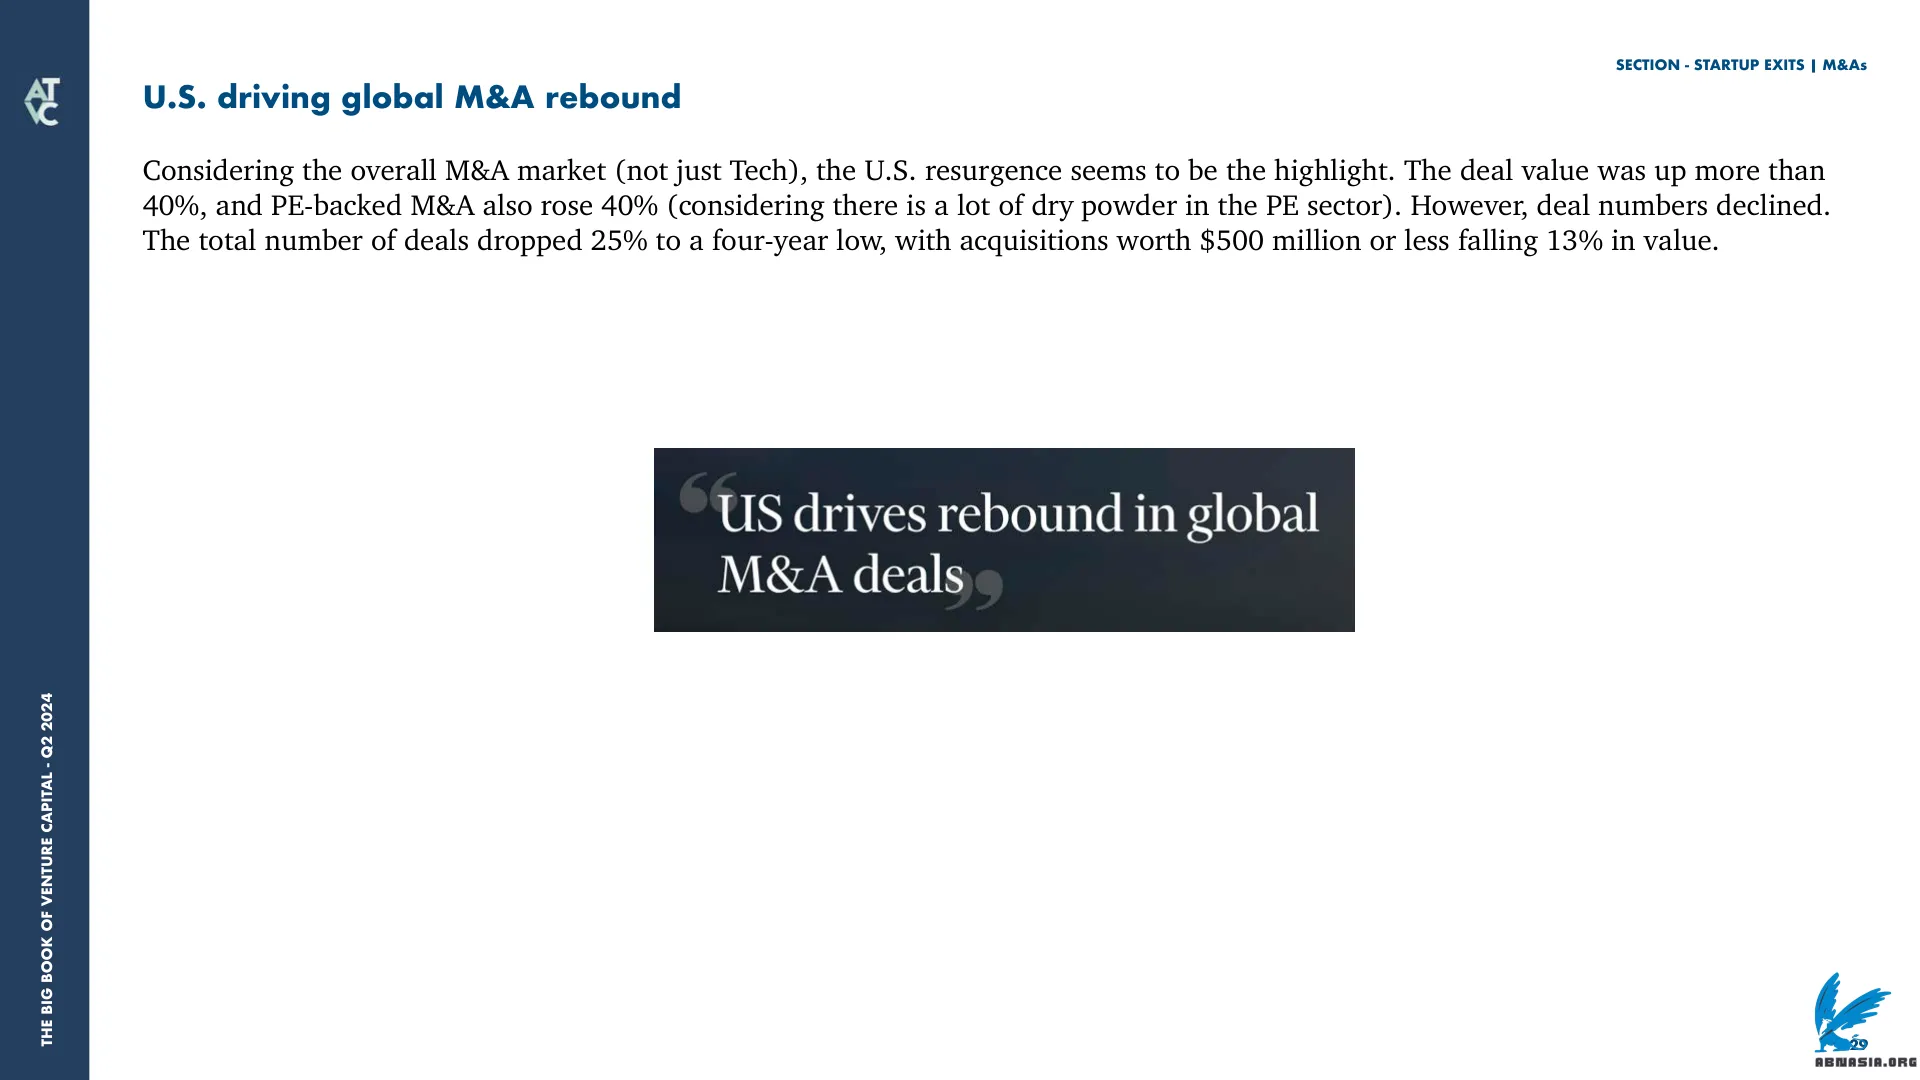 SECTION - STARTUP EXITS | M&As
U.S. driving global M&A rebound
Considering the overall M&A market (not just Tech), the U.S. resurgence seems to be the highlight. The deal value was up more than
40%, and PE-backed M&A also rose 40% (considering there is a lot of dry powder in the PE sector). However, deal numbers declined.
The total number of deals dropped 25% to a four-year low, with acquisitions worth $500 million or less falling 13% in value.
“US drives rebound in global
M&A deals”
ATVC
THE BIG BOOK OF VENTURE CAPITAL - Q2 2024
29
ABNASIA.ORG